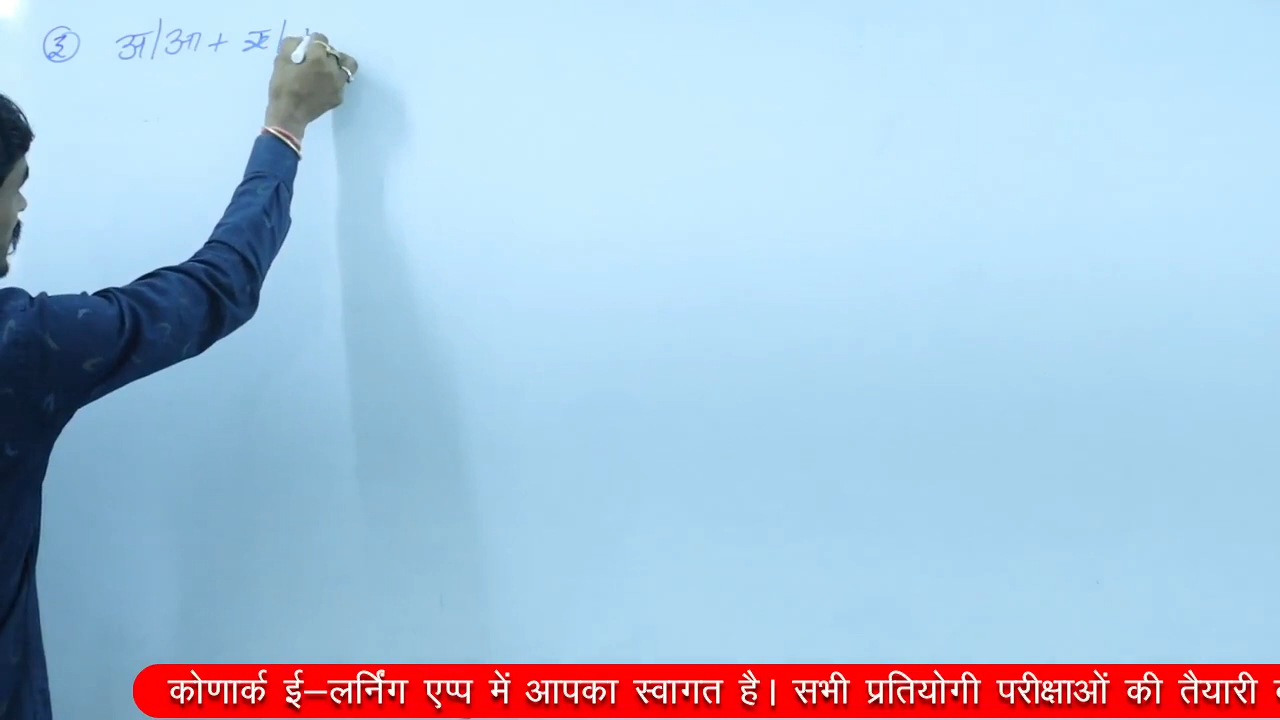 ③ अ/आ + ऋ/
कोणार्क ई–लर्निंग एप्प में आपका स्वागत है। सभी प्रतियोगी परीक्षाओं की तैयारी